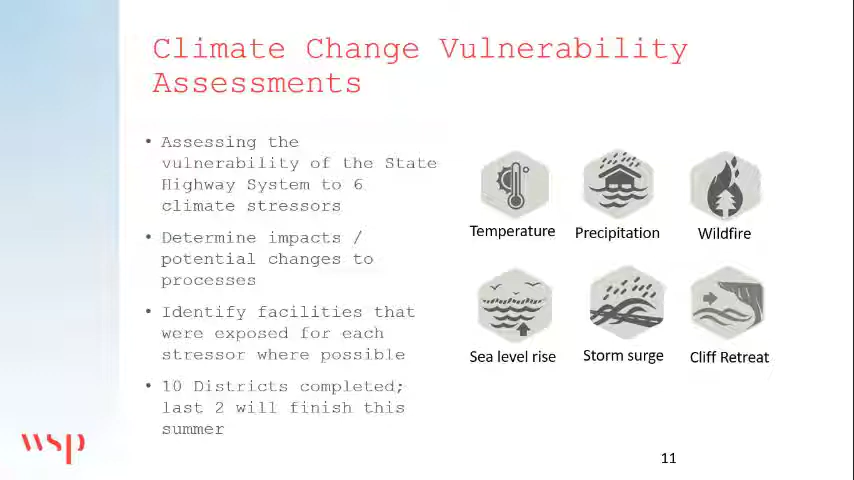 Climate Change Vulnerability
Assessments
• Assessing the
vulnerability of the State
Highway System to 6
climate stressors
• Determine impacts /
potential changes to
processes
• Identify facilities that
were exposed for each
stressor where possible
• 10 Districts completed;
last 2 will finish this
summer
Temperature Precipitation Wildfire
Sea level rise Storm surge Cliff Retreat
wsp
11